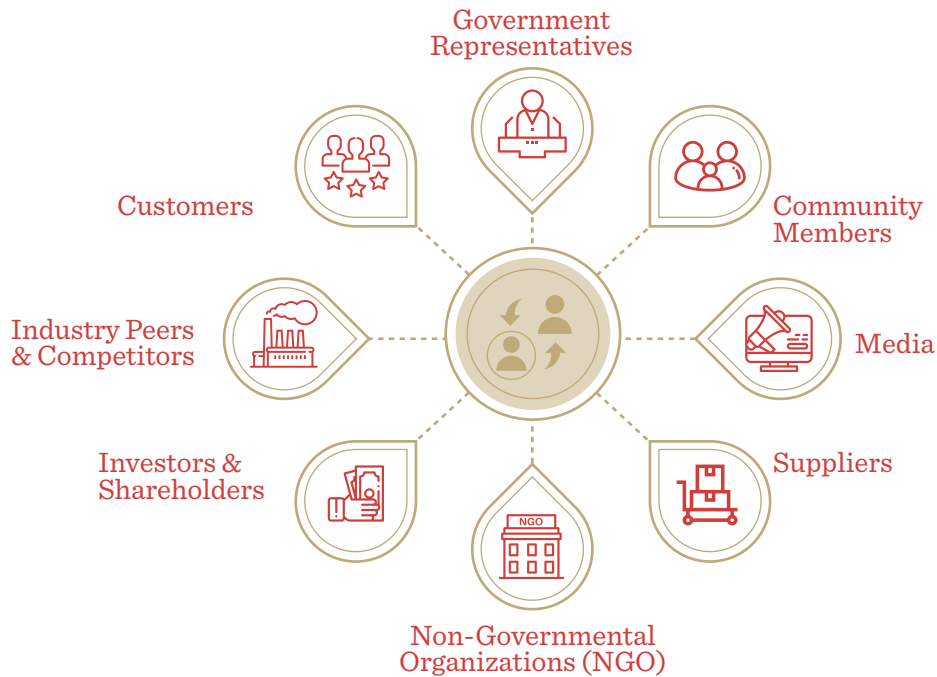 Government
Representatives
Customers
Community
Members
Industry Peers
& Competitors
Media
Investors &
Shareholders
Suppliers
NGO
Non-Governmental
Organizations (NGO)